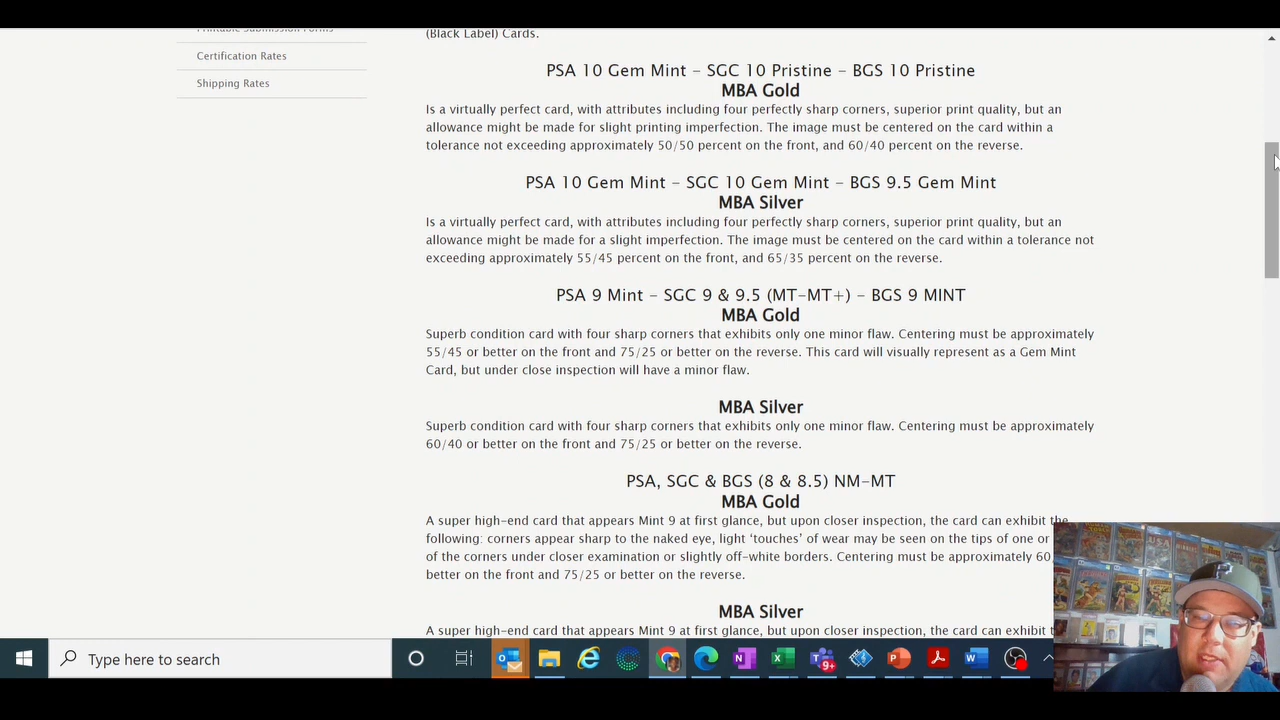 Printable Submission Forms
(Black Label) Cards.
Certification Rates
Shipping Rates
PSA 10 Gem Mint – SGC 10 Pristine – BGS 10 Pristine
MBA Gold
Is a virtually perfect card, with attributes including four perfectly sharp corners, superior print quality, but an
allowance might be made for slight printing imperfection. The image must be centered on the card within a
tolerance not exceeding approximately 50/50 percent on the front, and 60/40 percent on the reverse.
PSA 10 Gem Mint – SGC 10 Gem Mint – BGS 9.5 Gem Mint
MBA Silver
Is a virtually perfect card, with attributes including four perfectly sharp corners, superior print quality, but an
allowance might be made for a slight imperfection. The image must be centered on the card within a tolerance not
exceeding approximately 55/45 percent on the front, and 65/35 percent on the reverse.
PSA 9 Mint – SGC 9 & 9.5 (MT-MT+) – BGS 9 MINT
MBA Gold
Superb condition card with four sharp corners that exhibits only one minor flaw. Centering must be approximately
55/45 or better on the front and 75/25 or better on the reverse. This card will visually represent as a Gem Mint
Card, but under close inspection will have a minor flaw.
MBA Silver
Superb condition card with four sharp corners that exhibits only one minor flaw. Centering must be approximately
60/40 or better on the front and 75/25 or better on the reverse.
PSA, SGC & BGS (8 & 8.5) NM-MT
MBA Gold
A super high-end card that appears Mint 9 at first glance, but upon closer inspection, the card can exhibit the
following: corners appear sharp to the naked eye, light ‘touches’ of wear may be seen on the tips of one or
of the corners under closer examination or slightly off-white borders. Centering must be approximately 60
better on the front and 75/25 or better on the reverse.
MBA Silver
A super high-end card that appears Mint 9 at first glance, but upon closer inspection, the card can exhibit
Type here to search
9+